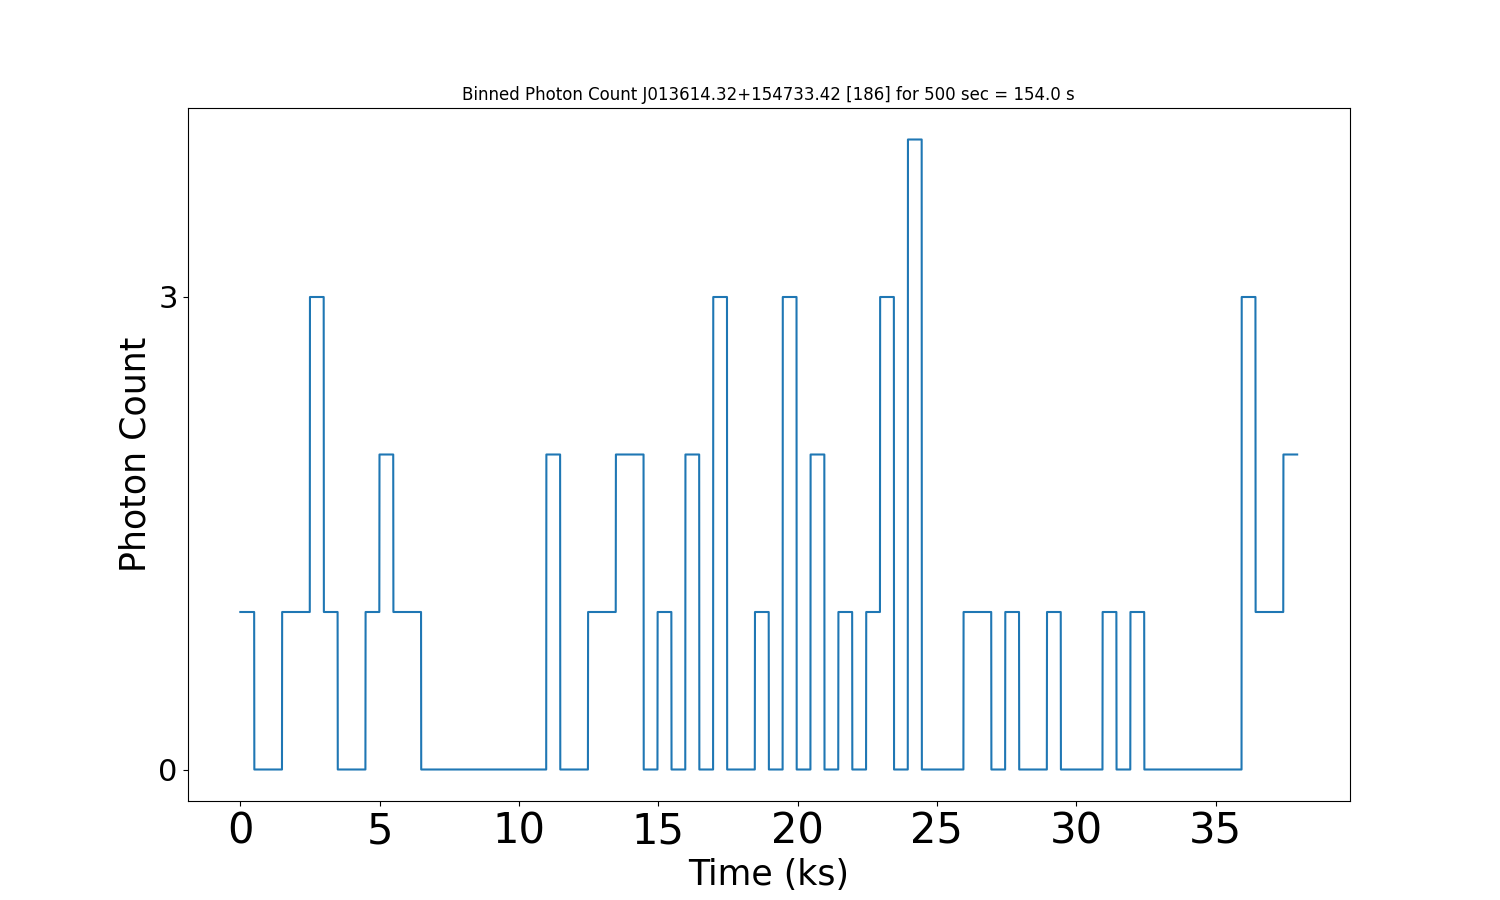 Binned Photon Count J013614.32+154733.42 [186] for 500 sec = 154.0 s
Photon Count
3
0
0 5 10 15 20 25 30 35
Time (ks)